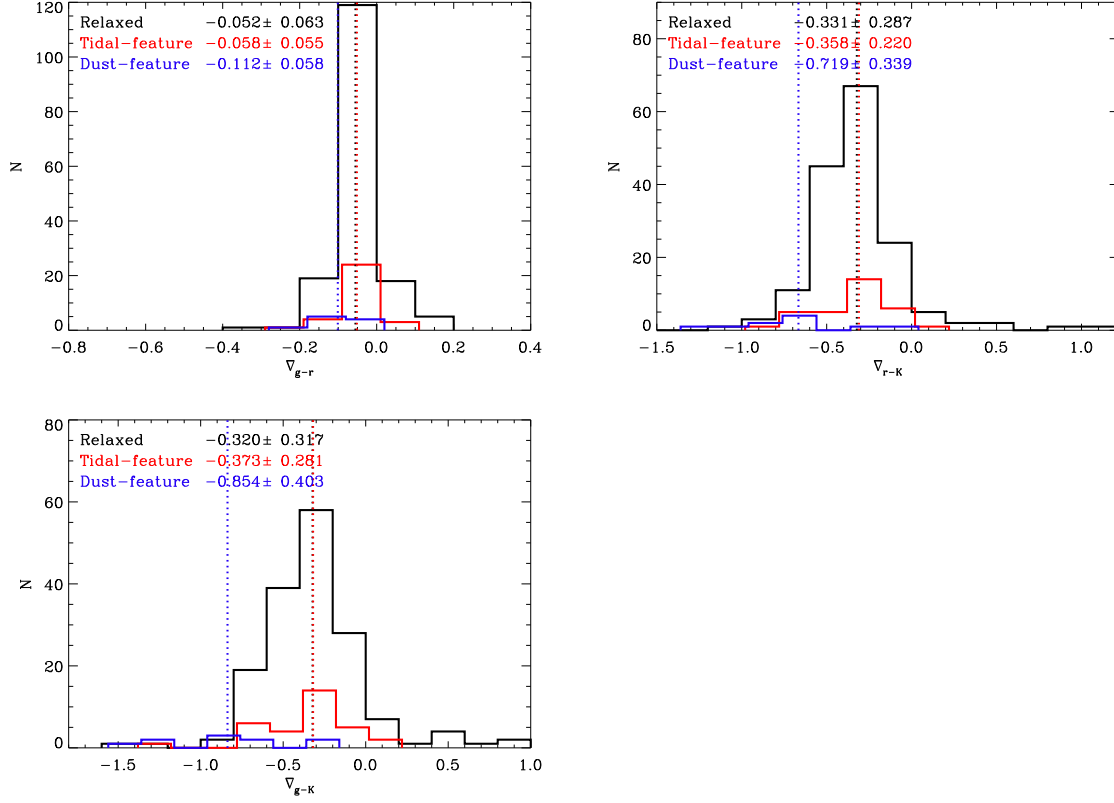 120
100
80
60
40
20
0
N
Relaxed −0.052± 0.063
Tidal−feature −0.058± 0.055
Dust−feature −0.112± 0.058
−0.8 −0.6 −0.4 −0.2 0.0 0.2 0.4
∇g−r
80
60
40
20
0
N
Relaxed −0.331± 0.287
Tidal−feature −0.358± 0.220
Dust−feature −0.719± 0.339
−1.5 −1.0 −0.5 0.0 0.5 1.0
∇r−K
80
60
40
20
0
N
Relaxed −0.320± 0.317
Tidal−feature −0.373± 0.281
Dust−feature −0.854± 0.403
−1.5 −1.0 −0.5 0.0 0.5 1.0
∇g−K